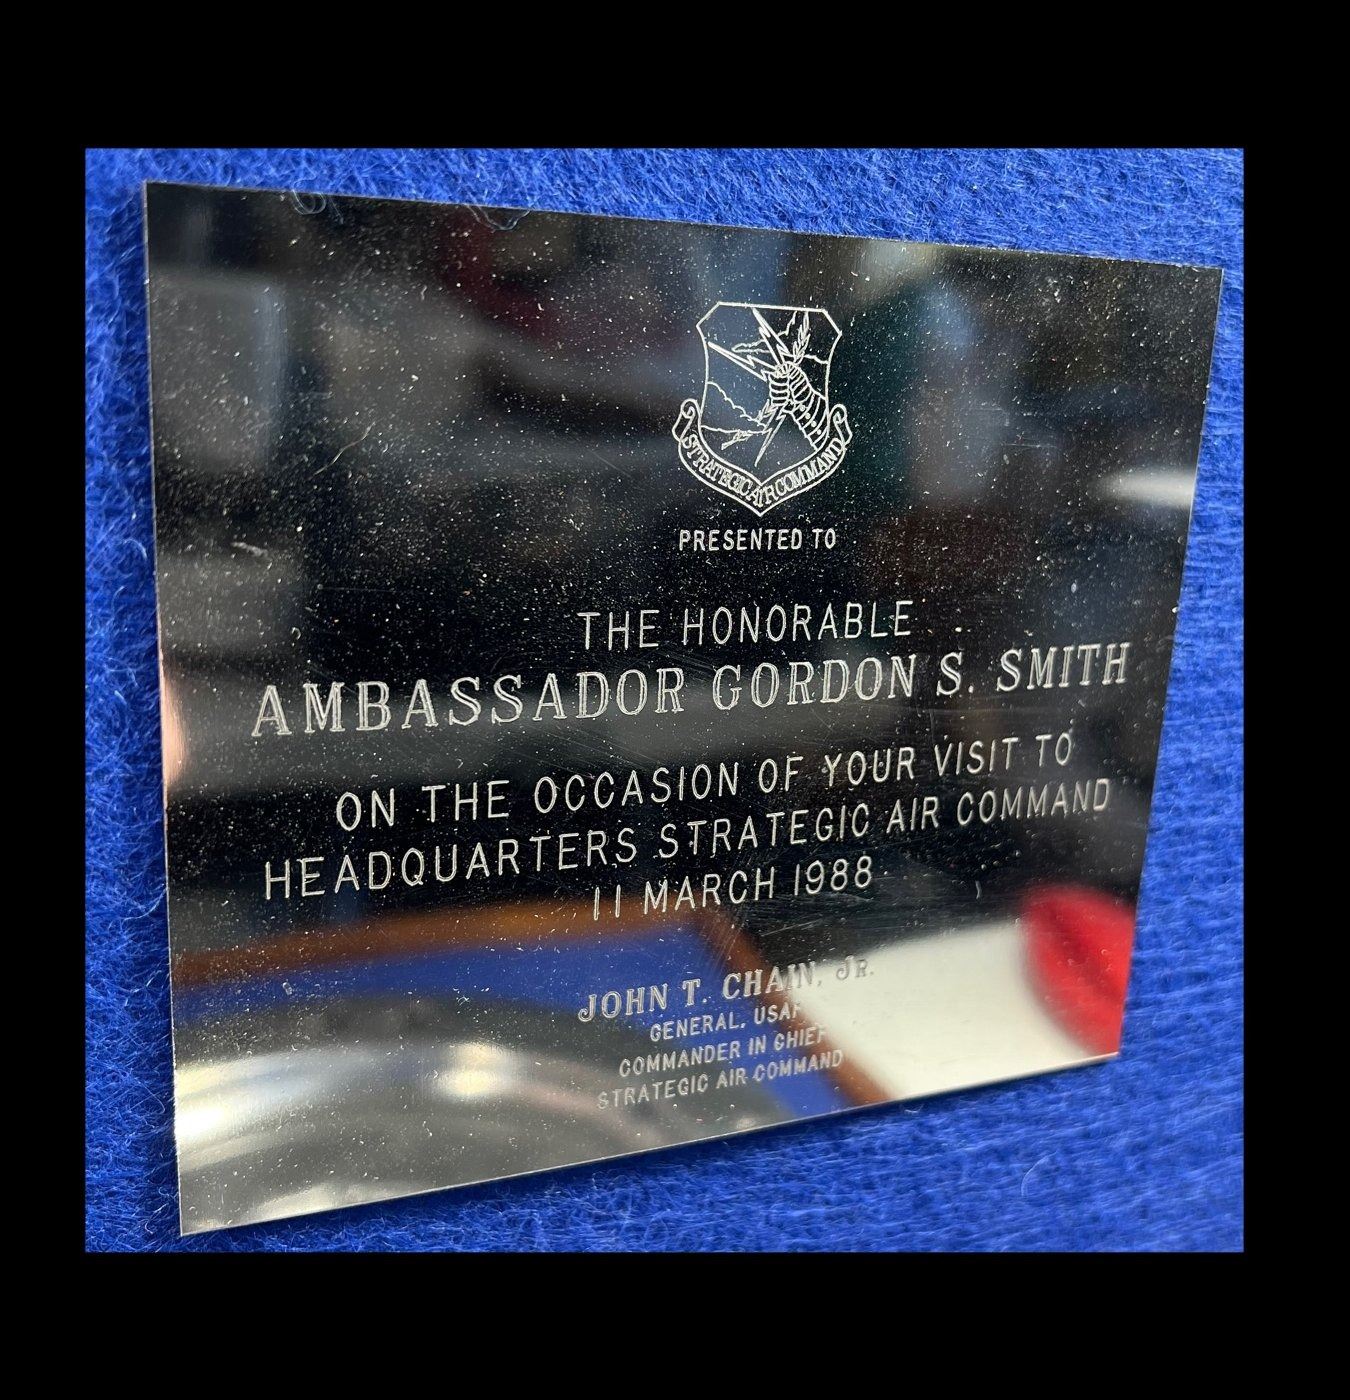 STRATEGIC AIR COMMAND
PRESENTED TO
THE HONORABLE
AMBASSADOR GORDON S. SMITH
ON THE OCCASION OF YOUR VISIT TO
HEADQUARTERS STRATEGIC AIR COMMAND
11 MARCH 1988
JOHN T. CHAIN, JR.
GENERAL, USAF
COMMANDER IN CHIEF
STRATEGIC AIR COMMAND